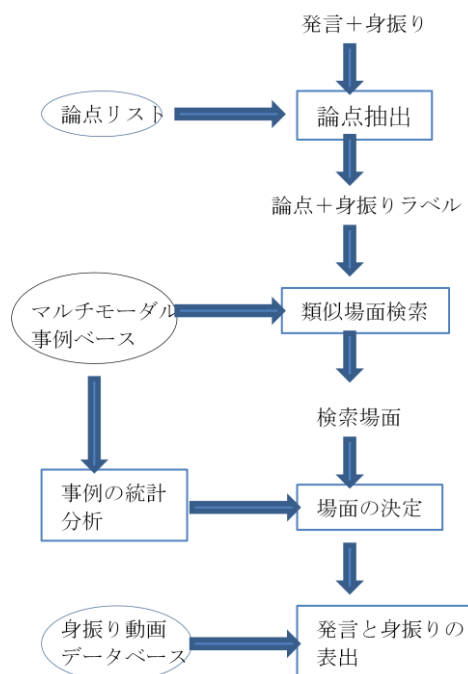 発言＋身振り
論点リスト
論点抽出
論点＋身振りラベル
マルチモーダル
事例ベース
類似場面検索
検索場面
事例の統計
分析
場面の決定
身振り動画
データベース
発言と身振りの
表出